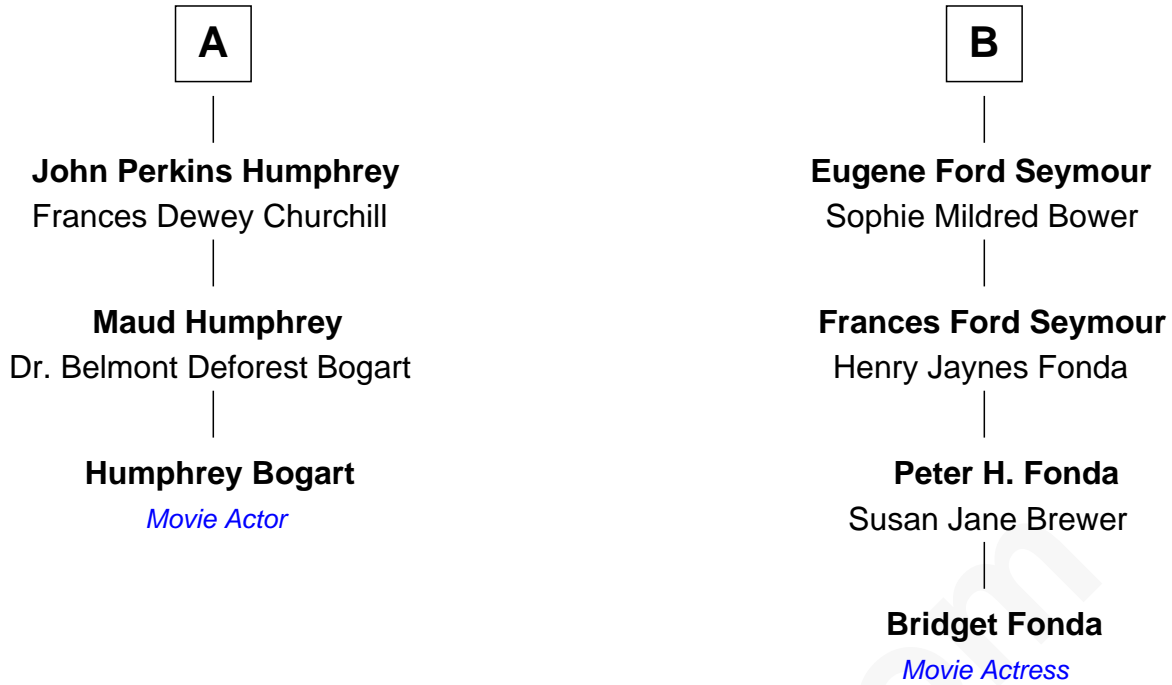 A
John Perkins Humphrey
Frances Dewey Churchill
Maud Humphrey
Dr. Belmont Deforest Bogart
Humphrey Bogart
Movie Actor
B
Eugene Ford Seymour
Sophie Mildred Bower
Frances Ford Seymour
Henry Jaynes Fonda
Peter H. Fonda
Susan Jane Brewer
Bridget Fonda
Movie Actress